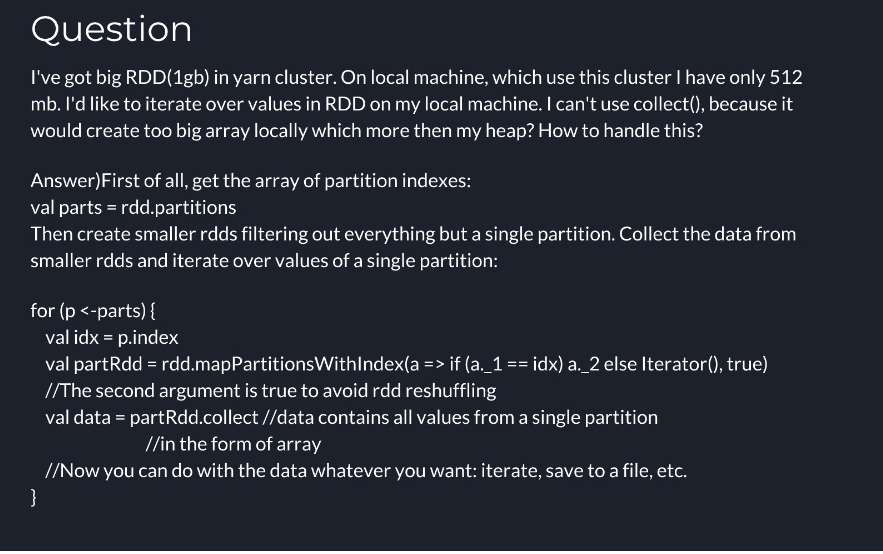 Question
I've got big RDD(1gb) in yarn cluster. On local machine, which use this cluster I have only 512
mb. I'd like to iterate over values in RDD on my local machine. I can't use collect(), because it
would create too big array locally which more then my heap? How to handle this?
Answer)First of all, get the array of partition indexes:
val parts = rdd.partitions
Then create smaller rdds filtering out everything but a single partition. Collect the data from
smaller rdds and iterate over values of a single partition:
for (p <-parts) {
val idx = p.index
val partRdd = rdd.mapPartitionsWithIndex(a => if (a._1 == idx) a._2 else Iterator(), true)
//The second argument is true to avoid rdd reshuffling
val data = partRdd.collect //data contains all values from a single partition
//in the form of array
//Now you can do with the data whatever you want: iterate, save to a file, etc.
}